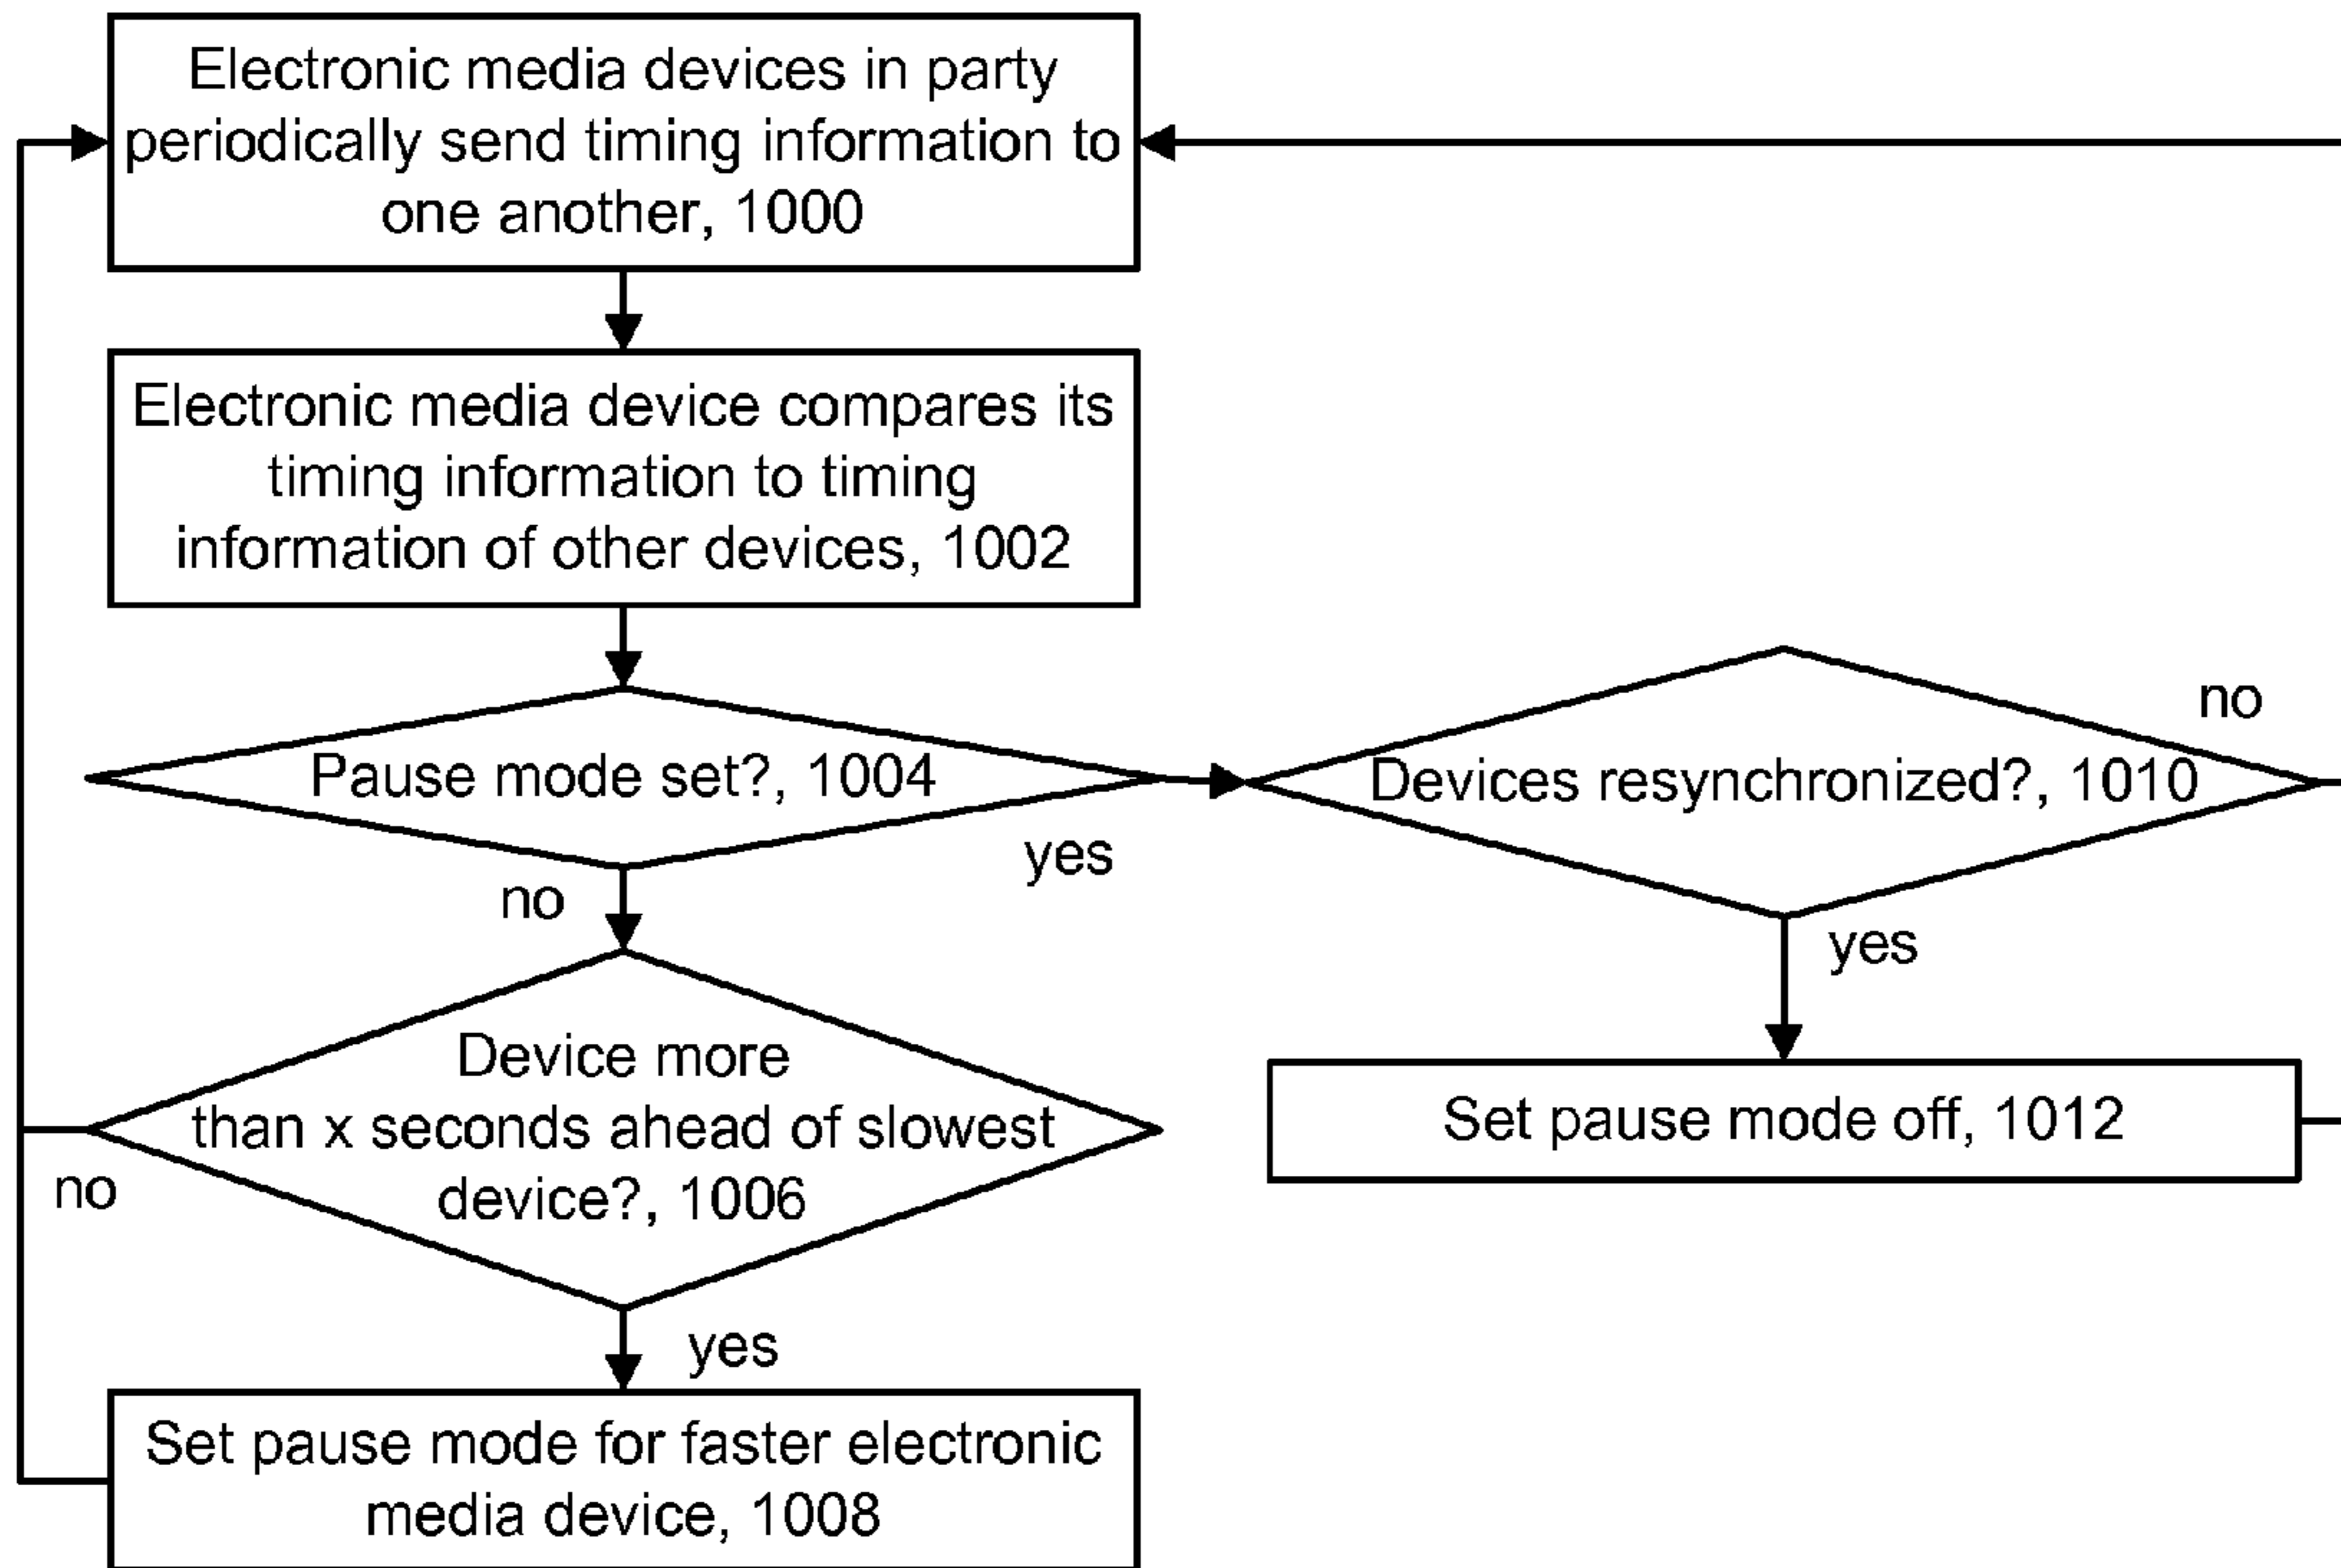 Electronic media devices in party
periodically send timing information to
one another, 1000
Electronic media device compares its
timing information to timing
information of other devices, 1002
Pause mode set?, 1004
yes
no
Devices resynchronized?, 1010
no
yes
Set pause mode off, 1012
Device more
than x seconds ahead of slowest
device?, 1006
no
yes
Set pause mode for faster electronic
media device, 1008